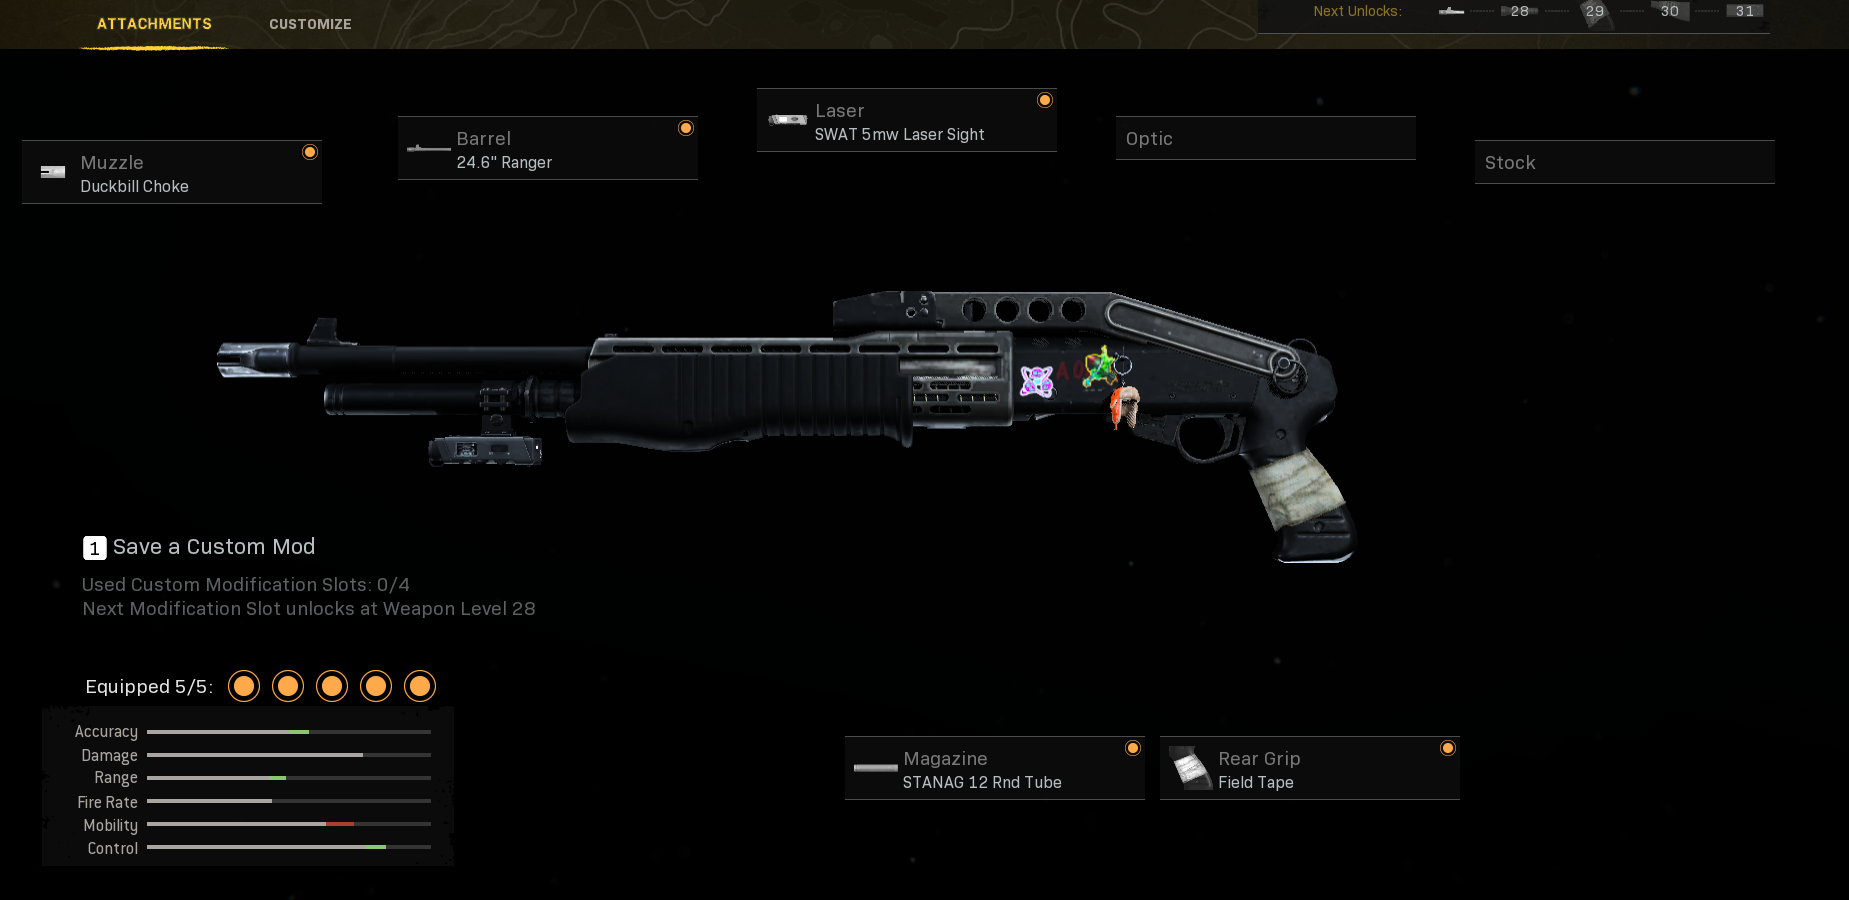 ATTACHMENTS
CUSTOMIZE
Next Unlocks:
28
29
30
31
Muzzle
Duckbill Choke
Barrel
24.6" Ranger
Laser
SWAT 5mw Laser Sight
Optic
Stock
1 Save a Custom Mod
Used Custom Modification Slots: 0/4
Next Modification Slot unlocks at Weapon Level 28
Equipped 5/5:
Accuracy
Damage
Range
Fire Rate
Mobility
Control
Magazine
STANAG 12 Rnd Tube
Rear Grip
Field Tape